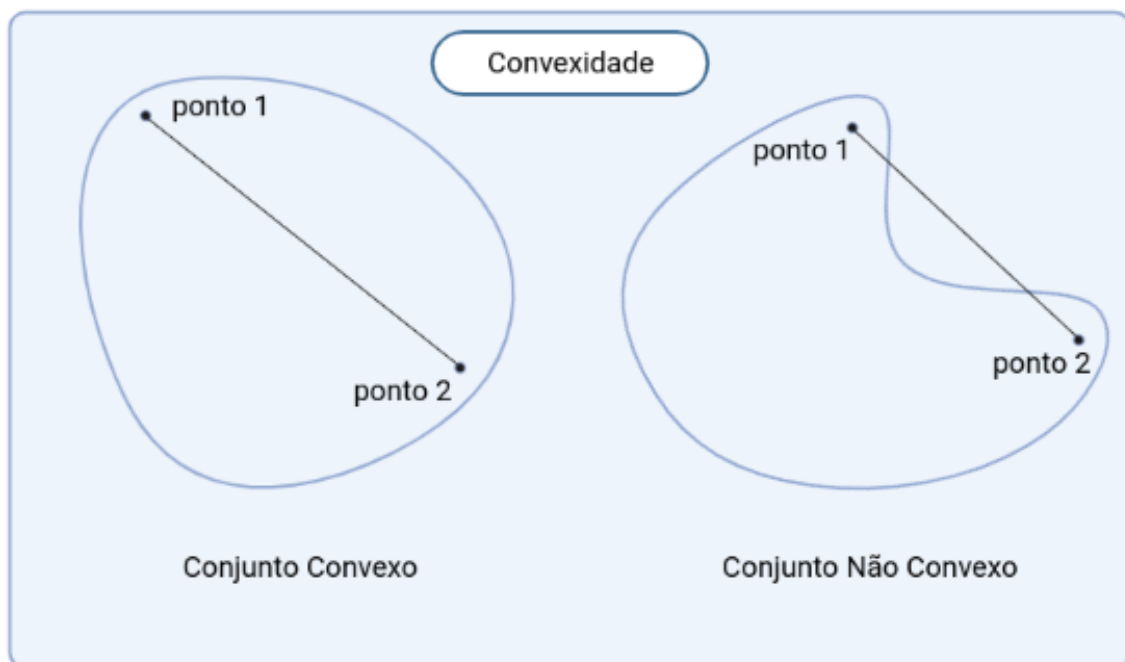 Convexidade
ponto 1
ponto 2
ponto 1
ponto 2
Conjunto Convexo
Conjunto Não Convexo